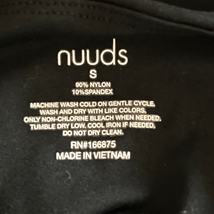 nuuds
S
90% NYLON
10%SPANDEX
MACHINE WASH COLD ON GENTLE CYCLE,
WASH AND DRY WITH LIKE COLORS,
ONLY NON-CHLORINE BLEACH WHEN NEEDED,
TUMBLE DRY LOW. COOL IRON IF NEEDED,
DO NOT DRY CLEAN.
RN#166875
MADE IN VIETNAM